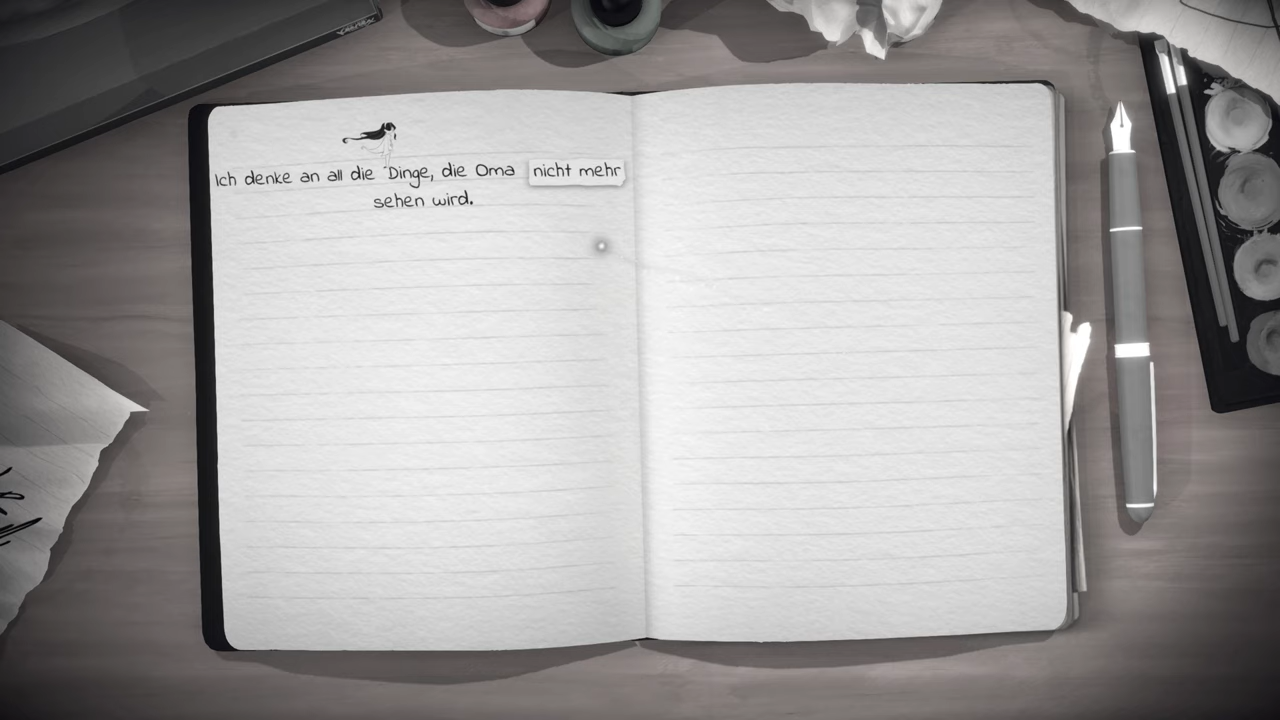 Ich denke an all die Dinge, die Oma nicht mehr
sehen wird.